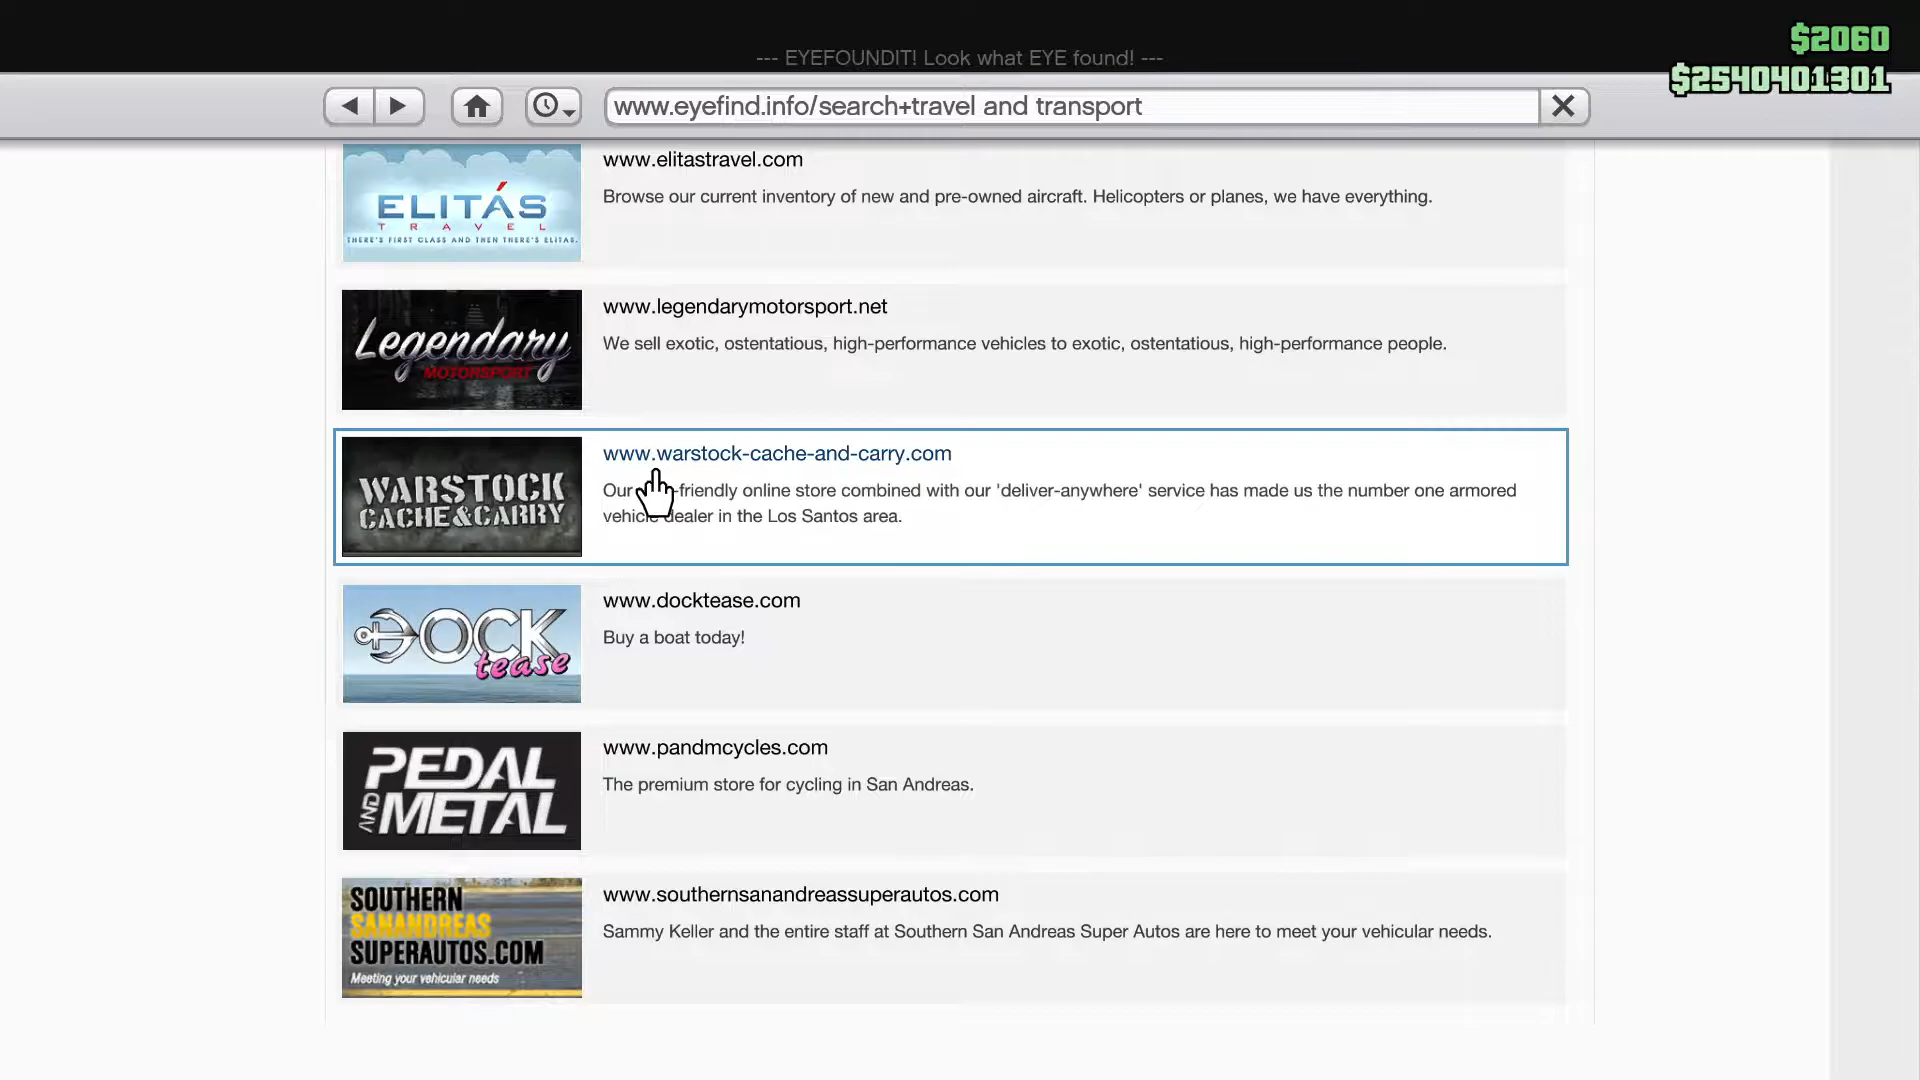 $2060
--- EYEFOUNDIT! Look what EYE found! ---
$2540401301
www.eyefind.info/search+travel and transport
ELITÁS
TRAVEL
THERE'S FIRST CLASS AND THEN THERE'S ELITAS.
www.elitastravel.com
Browse our current inventory of new and pre-owned aircraft. Helicopters or planes, we have everything.
Legendary
MOTORSPORT
www.legendarymotorsport.net
We sell exotic, ostentatious, high-performance vehicles to exotic, ostentatious, high-performance people.
WARSTOCK
CACHE&CARRY
www.warstock-cache-and-carry.com
Our -friendly online store combined with our 'deliver-anywhere' service has made us the number one armored
vehicle dealer in the Los Santos area.
DOCK
tease
www.docktease.com
Buy a boat today!
PEDAL
AND METAL
www.pandmcycles.com
The premium store for cycling in San Andreas.
SOUTHERN
SANANDREAS
SUPERAUTOS.COM
Meeting your vehicular needs
www.southernsanandreassuperautos.com
Sammy Keller and the entire staff at Southern San Andreas Super Autos are here to meet your vehicular needs.